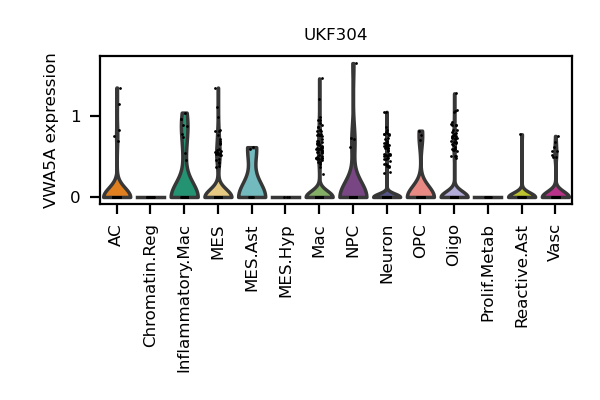 UKF304
VWA5A expression
1
0
AC
Chromatin.Reg
Inflammatory.Mac
MES
MES.Ast
MES.Hyp
Mac
NPC
Neuron
OPC
Oligo
Prolif.Metab
Reactive.Ast
Vasc